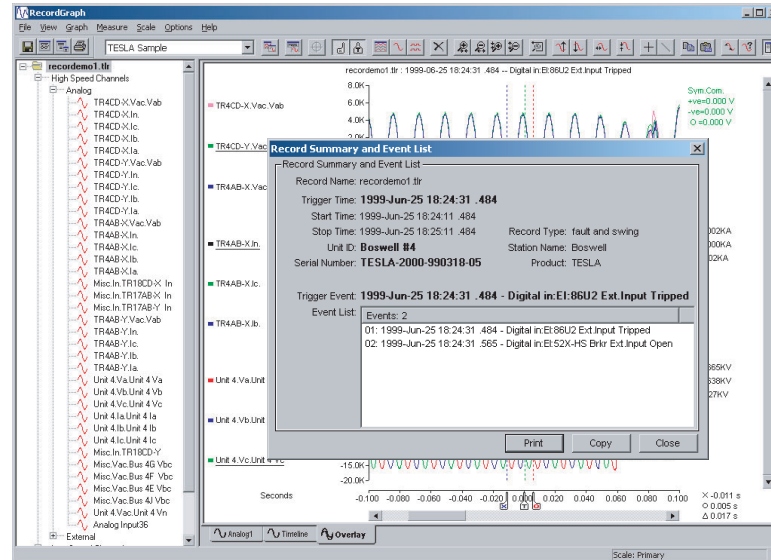 RecordGraph
File View Graph Measure Scale Options Help
TESLA Sample
recordemo1.tlr
High Speed Channels
Analog
TR4CD-X.Vac.Vab
TR4CD-X.In.
TR4CD-X.Ic.
TR4CD-X.Ib.
TR4CD-X.Ia.
TR4CD-Y.Vac.Vab
TR4CD-Y.In.
TR4CD-Y.Ic.
TR4CD-Y.Ib.
TR4CD-Y.Ia.
TR4AB-X.Vac.Vab
TR4AB-X.In.
TR4AB-X.Ic.
TR4AB-X.Ib.
TR4AB-X.Ia.
Misc.In.TR18CD-X In
Misc.In.TR17AB-X In
Misc.In.TR17AB-Y In
TR4AB-Y.Vac.Vab
TR4AB-Y.In.
TR4AB-Y.Ic.
TR4AB-Y.Ib.
TR4AB-Y.Ia.
Unit 4.Va.Unit 4 Va
Unit 4.Vb.Unit 4 Vb
Unit 4.Vc.Unit 4 Vc
Unit 4.Ia.Unit 4 Ia
Unit 4.Ib.Unit 4 Ib
Unit 4.Ic.Unit 4 Ic
Misc.In.TR18CD-Y
Misc.Vac.Bus 4G Vbc
Misc.Vac.Bus 4F Vbc
Misc.Vac.Bus 4E Vbc
Misc.Vac.Bus 4J Vbc
Unit 4.Vac.Unit 4 Vn
Analog Input36
External
recordemo1.tlr : 1999-06-25 18:24:31 .484 -- Digital in:EI:86U2 Ext.Input Tripped
8.0K
6.0K
4.0K
2.0K
Sym.Com.
+ve=0.000 V
-ve=0.000 V
O =0.000 V
TR4CD-X.Vac.Vab
TR4CD-Y.Vac
TR4AB-X.Vac
TR4AB-X.In.
TR4AB-X.Ic.
TR4AB-X.Ib.
Unit 4.Va.Unit
Unit 4.Vb.Unit
Unit 4.Vc.Unit
Record Summary and Event List
Record Summary and Event List
Record Name: recordemo1.tlr
Trigger Time: 1999-Jun-25 18:24:31 .484
Start Time: 1999-Jun-25 18:24:11 .484
Stop Time: 1999-Jun-25 18:25:11 .484 Record Type: fault and swing
Unit ID: Boswell #4 Station Name: Boswell
Serial Number: TESLA-2000-990318-05 Product: TESLA
Trigger Event: 1999-Jun-25 18:24:31 .484 - Digital in:EI:86U2 Ext.Input Tripped
Event List: Events: 2
01: 1999-Jun-25 18:24:31 .484 - Digital in:EI:86U2 Ext.Input Tripped
02: 1999-Jun-25 18:24:31 .565 - Digital in:EI:52X-HS Brkr Ext.Input Open
Print Copy Close
02KA
00KA
02KA
65KV
38KV
27KV
-15.0K
-20.0K
Seconds
-0.100 -0.080 -0.060 -0.040 -0.020 0.000 0.020 0.040 0.060 0.080 0.100
X -0.011 s
O 0.005 s
Δ 0.017 s
X T O
Analog1 Timeline Overlay
Scale: Primary